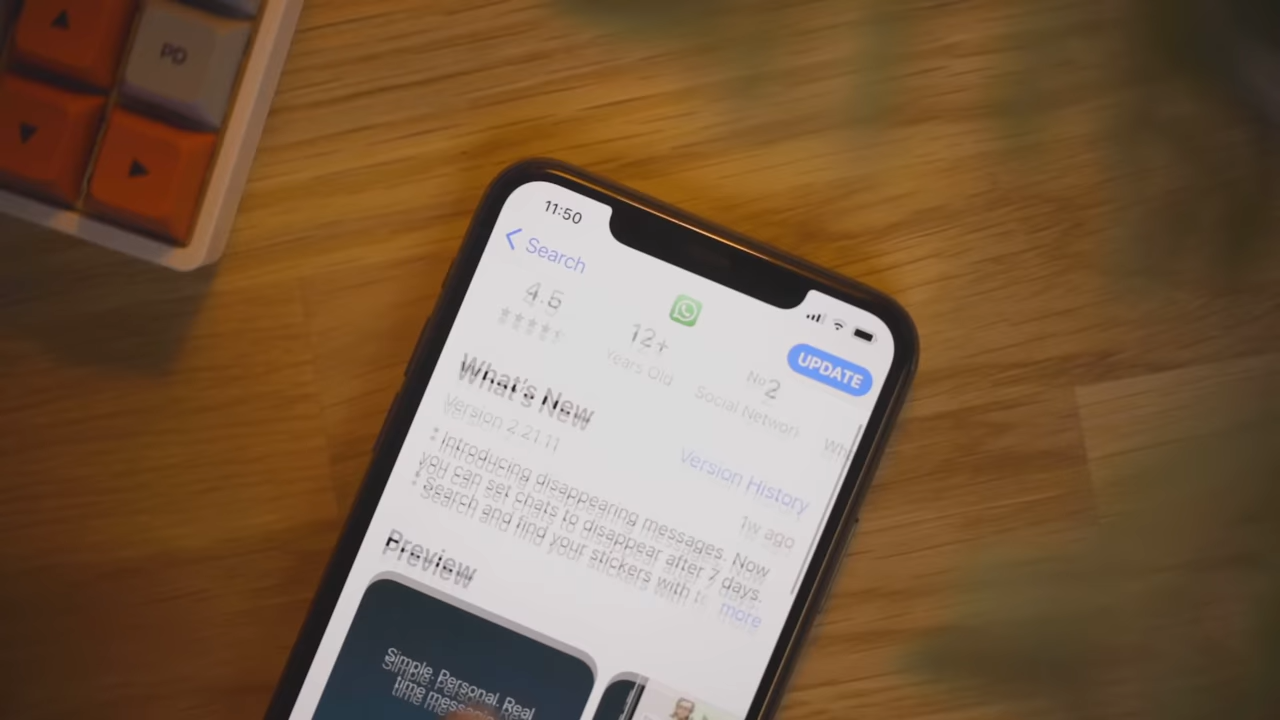 PD
11:50
Search
4.5
12+
Years Old
No2
Social Networ
UPDATE
What's New
Version 2.21.11
Version History
1w ago
• Introducing disappearing messages. Now
you can set chats to disappear after 7 days.
• Search and find your stickers with
more
Preview
Simple. Personal. Real
time